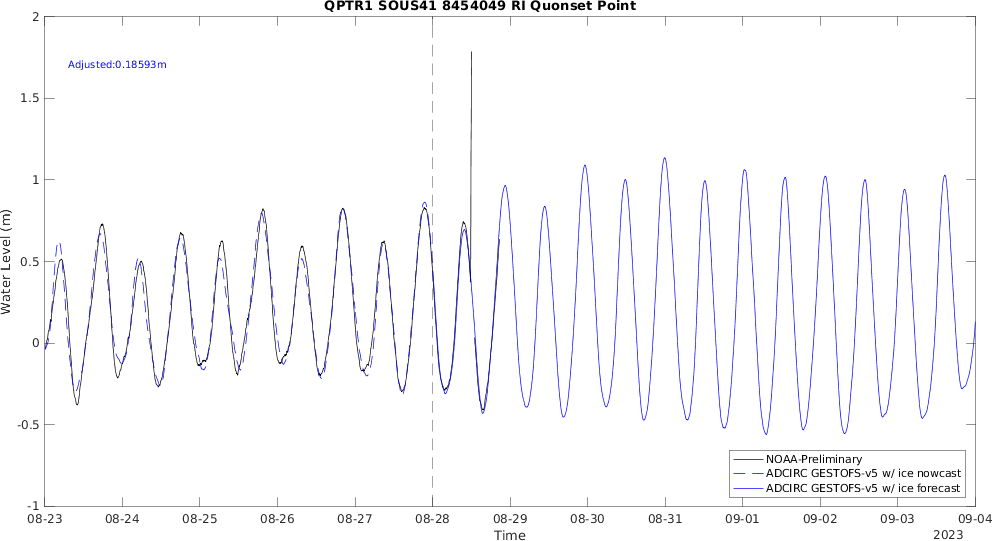 QPTR1 SOUS41 8454049 RI Quonset Point
Adjusted:0.18593m
Water Level (m)
2
1.5
1
0.5
0
-0.5
-1
NOAA-Preliminary
ADCIRC GESTOFS-v5 w/ ice nowcast
ADCIRC GESTOFS-v5 w/ ice forecast
08-23 08-24 08-25 08-26 08-27 08-28 08-29 08-30 08-31 09-01 09-02 09-03 09-04
Time
2023